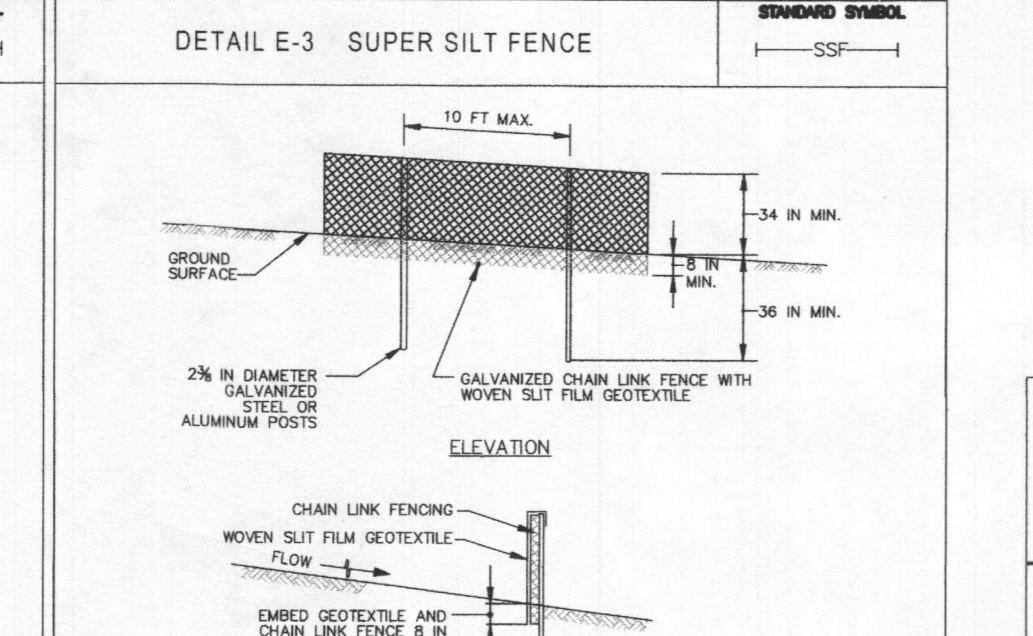 DETAIL E-3 SUPER SILT FENCE
STANDARD SYMBOL
SSF
10 FT MAX.
34 IN MIN.
GROUND
SURFACE
8 IN
MIN.
36 IN MIN.
2⅜ IN DIAMETER
GALVANIZED
STEEL OR
ALUMINUM POSTS
GALVANIZED CHAIN LINK FENCE WITH
WOVEN SLIT FILM GEOTEXTILE
ELEVATION
CHAIN LINK FENCING
WOVEN SLIT FILM GEOTEXTILE
FLOW
EMBED GEOTEXTILE AND
CHAIN LINK FENCE 8 IN